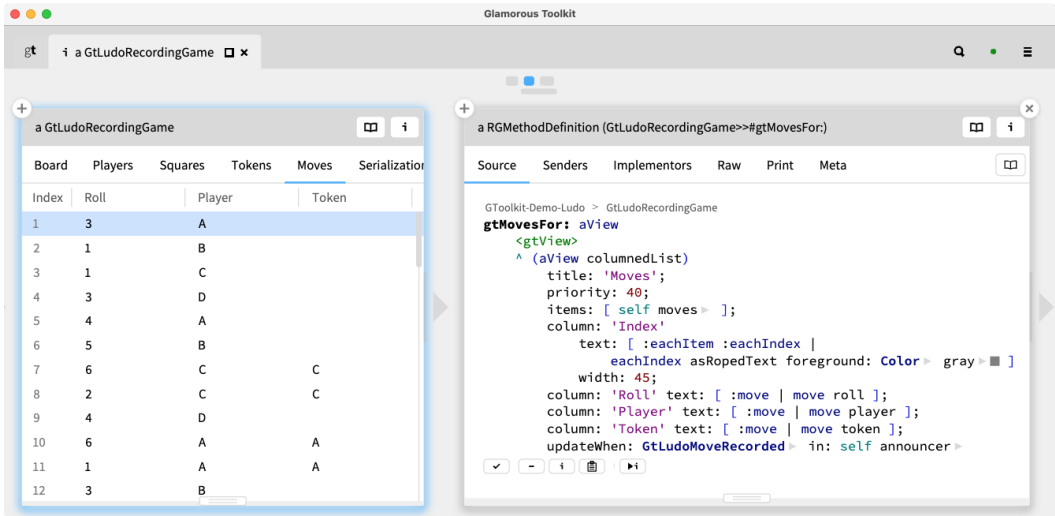 Glamorous Toolkit
gt i a GtLudoRecordingGame
a GtLudoRecordingGame i
Board Players Squares Tokens Moves Serialization
Index Roll Player Token
1 3 A
2 1 B
3 1 C
4 3 D
5 4 A
6 5 B
7 6 C C
8 2 C C
9 4 D
10 6 A A
11 1 A A
12 3 B
a RGMethodDefinition (GtLudoRecordingGame>>#gtMovesFor:) i
Source Senders Implementors Raw Print Meta
GToolkit-Demo-Ludo > GtLudoRecordingGame
gtMovesFor: aView
<gtView>
^ (aView columnedList)
title: 'Moves';
priority: 40;
items: [ self moves ];
column: 'Index'
text: [ :eachItem :eachIndex |
eachIndex asRopedText foreground: Color gray ]
width: 45;
column: 'Roll' text: [ :move | move roll ];
column: 'Player' text: [ :move | move player ];
column: 'Token' text: [ :move | move token ];
updateWhen: GtLudoMoveRecorded in: self announcer
i i